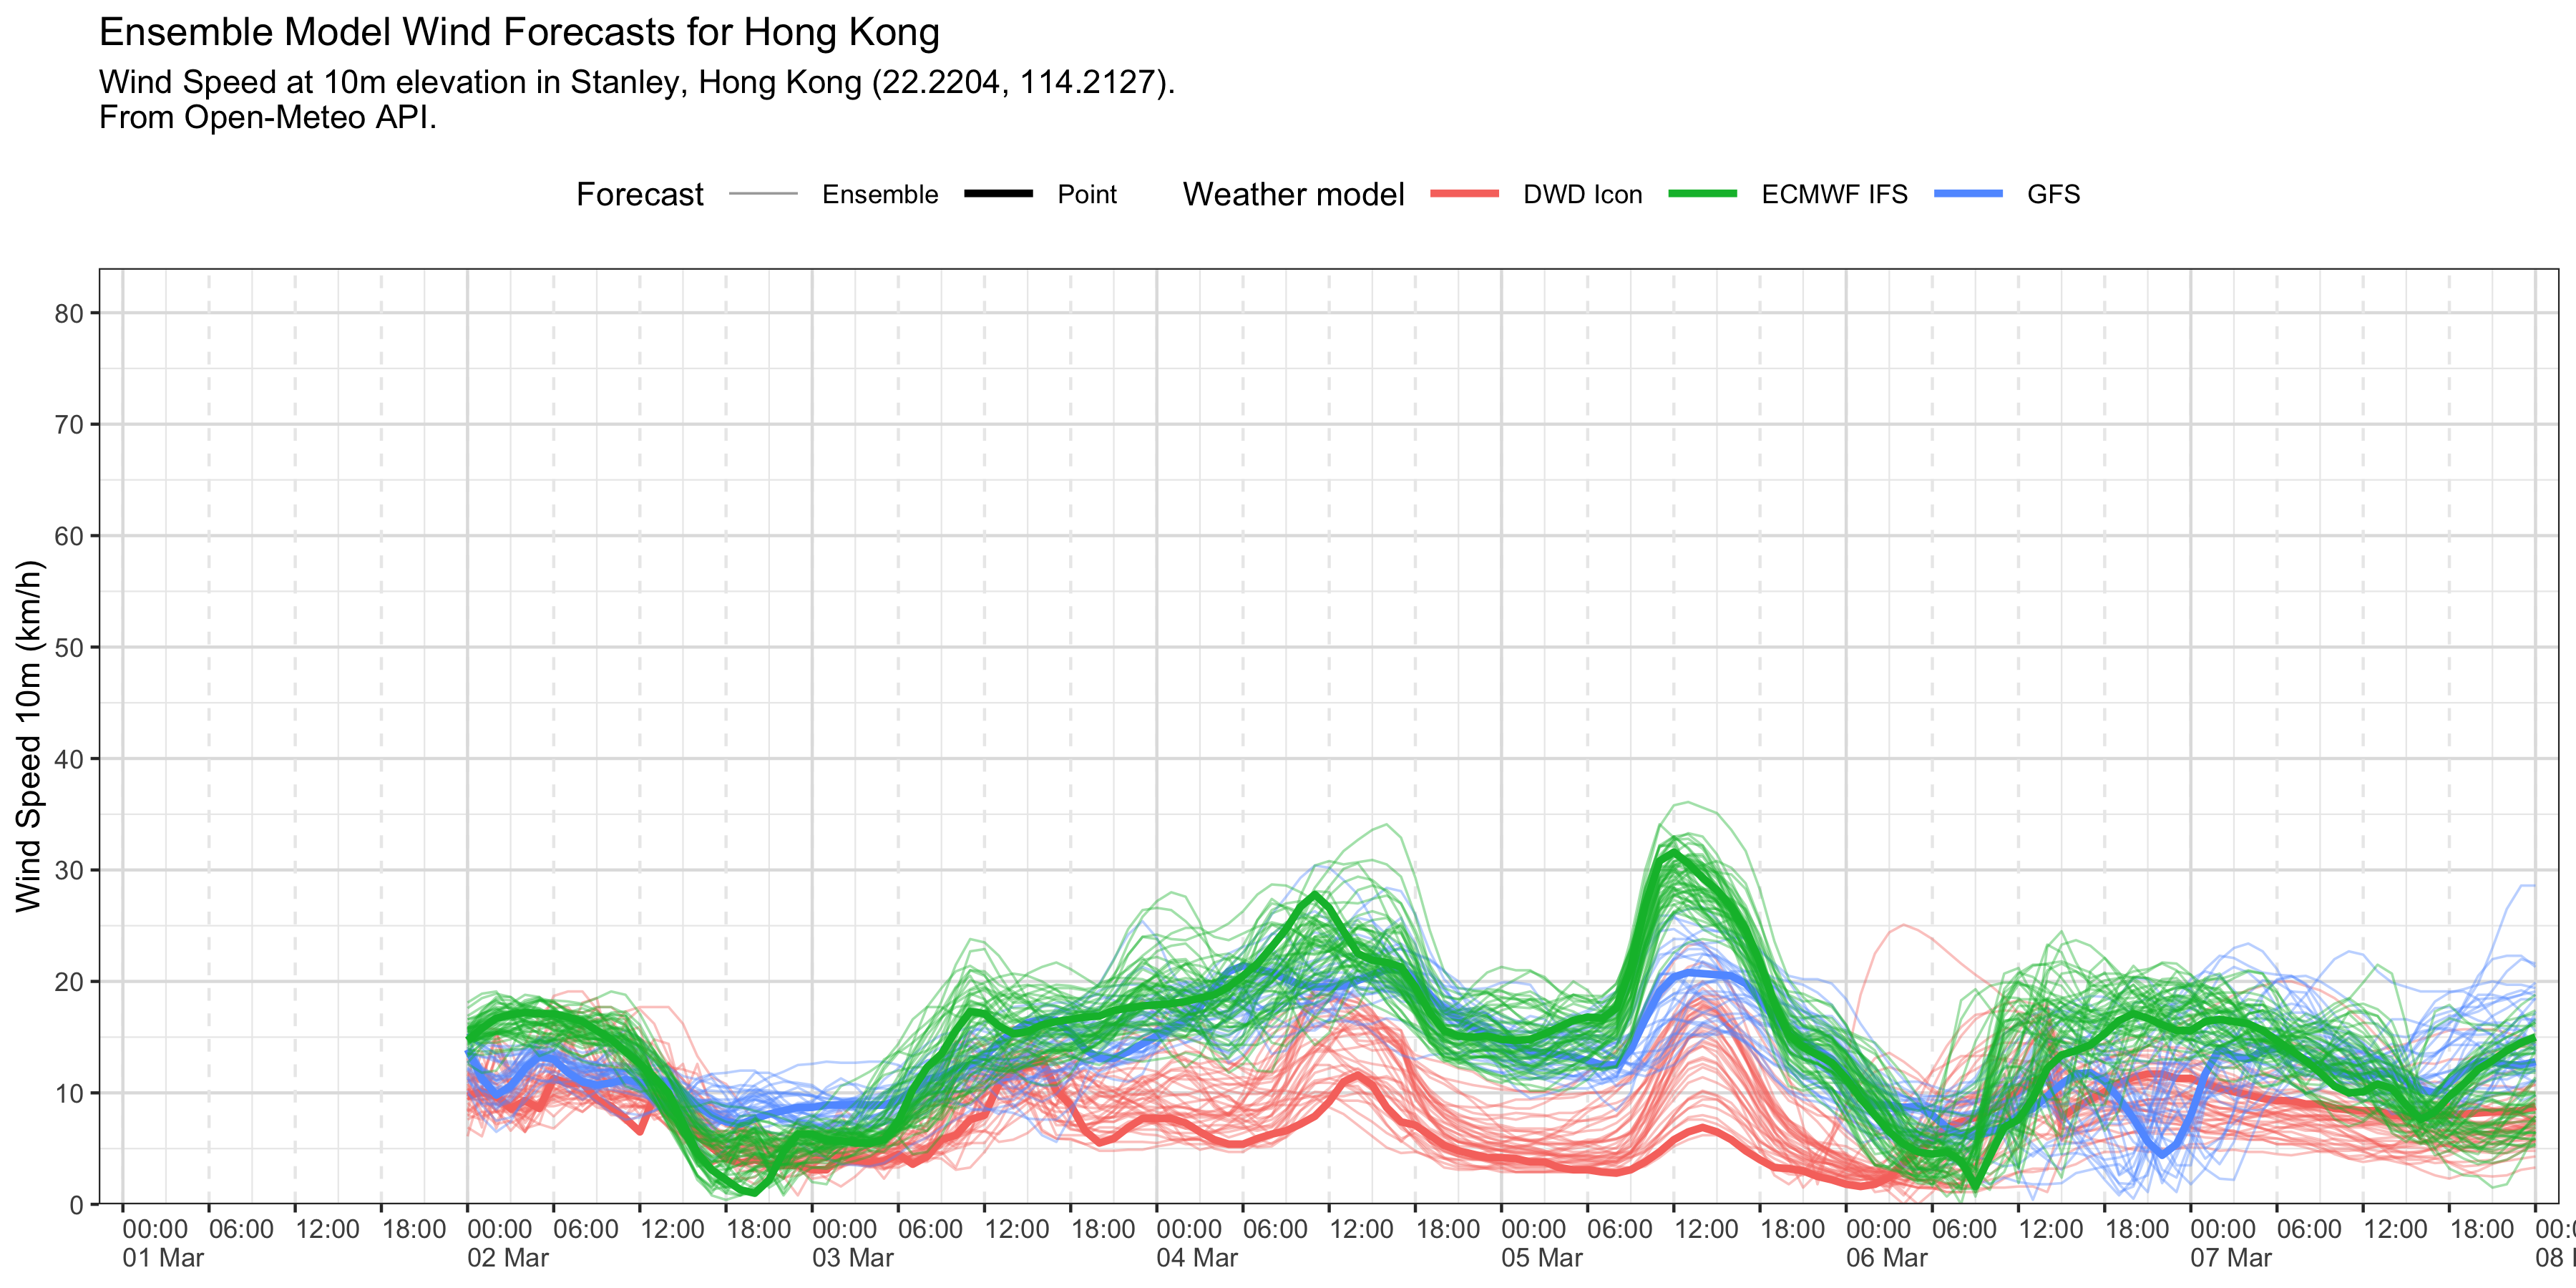 Ensemble Model Wind Forecasts for Hong Kong
Wind Speed at 10m elevation in Stanley, Hong Kong (22.2204, 114.2127).
From Open-Meteo API.
Forecast Ensemble Point Weather model DWD Icon ECMWF IFS GFS
Wind Speed 10m (km/h)
80
70
60
50
40
30
20
10
0
00:00 06:00 12:00 18:00 00:00 06:00 12:00 18:00 00:00 06:00 12:00 18:00 00:00 06:00 12:00 18:00 00:00 06:00 12:00 18:00 00:00 06:00 12:00 18:00 00:00 06:00 12:00 18:00
01 Mar 02 Mar 03 Mar 04 Mar 05 Mar 06 Mar 07 Mar 08